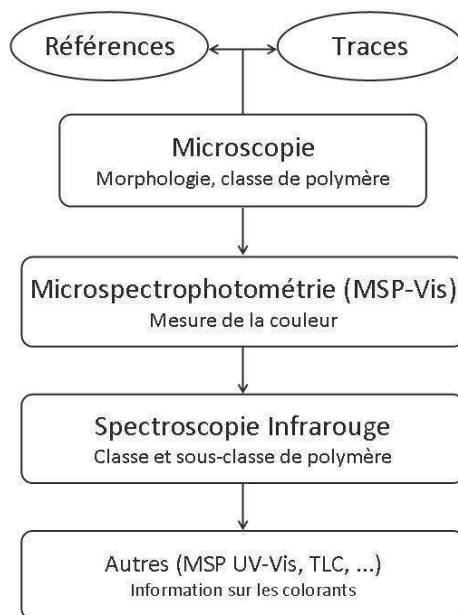 Références
Traces
Microscopie
Morphologie, classe de polymère
Microspectrophotométrie (MSP-Vis)
Mesure de la couleur
Spectroscopie Infrarouge
Classe et sous-classe de polymère
Autres (MSP UV-Vis, TLC, ...)
Information sur les colorants